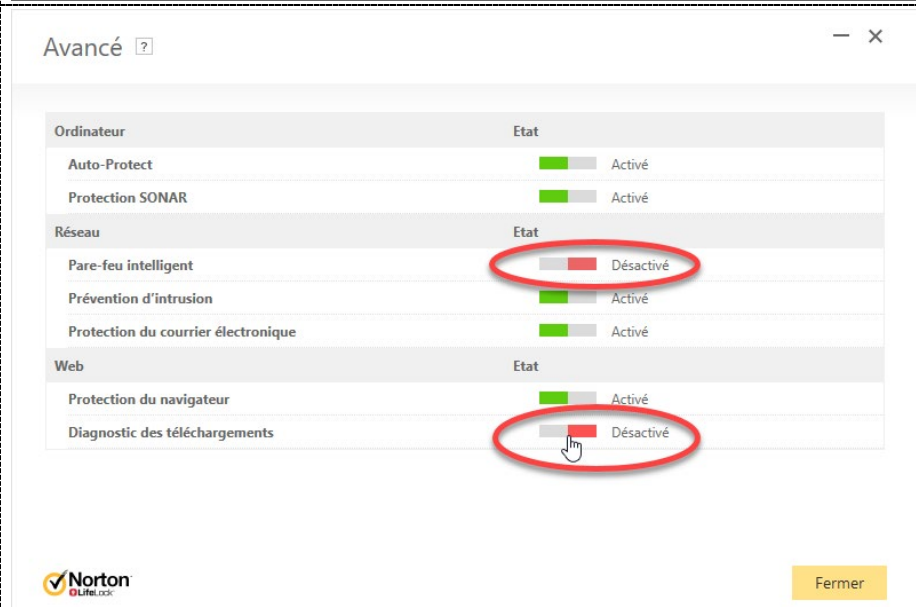 Avancé ?
Ordinateur Etat
Auto-Protect Activé
Protection SONAR Activé
Réseau Etat
Pare-feu intelligent Désactivé
Prévention d'intrusion Activé
Protection du courrier électronique Activé
Web Etat
Protection du navigateur Activé
Diagnostic des téléchargements Désactivé
Norton
LifeLock
Fermer